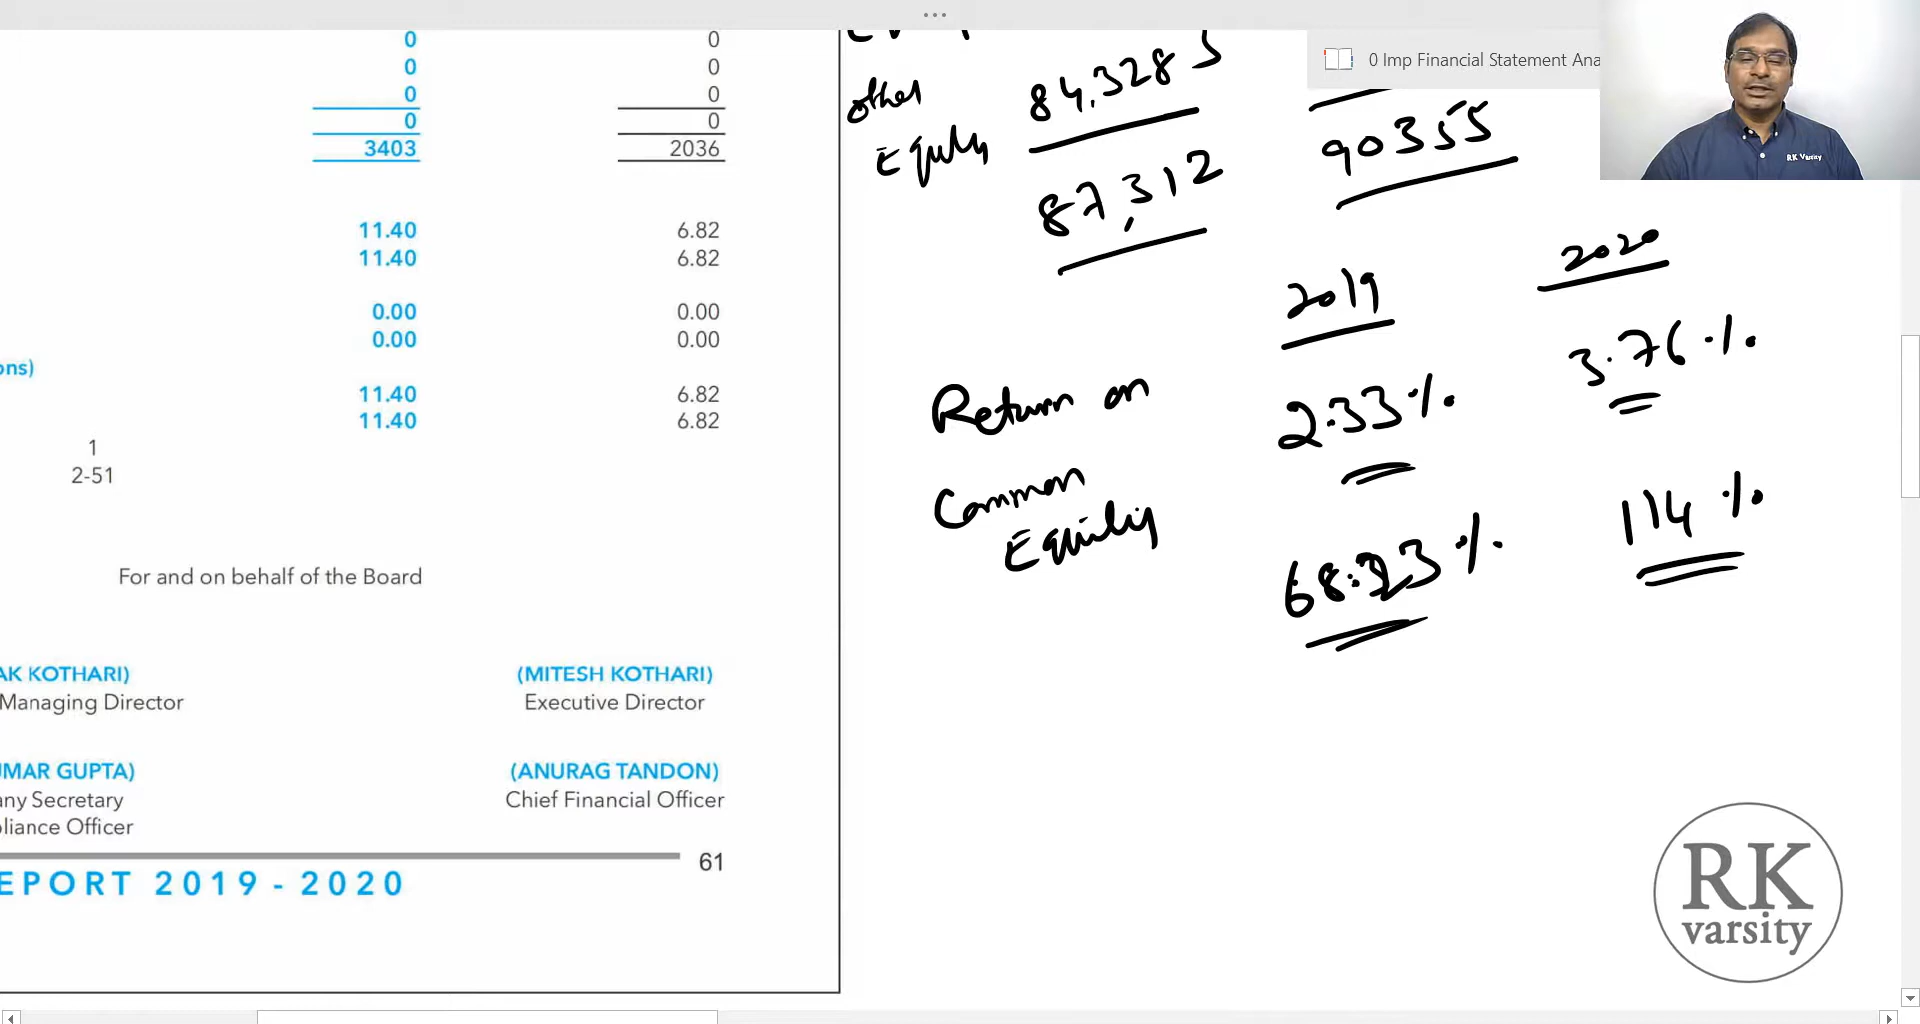 0 0
0 0
0 0
0 0
3403 2036
11.40 6.82
11.40 6.82
0.00 0.00
0.00 0.00
ons)
11.40 6.82
11.40 6.82
1
2-51
For and on behalf of the Board
AK KOTHARI) (MITESH KOTHARI)
Managing Director Executive Director
UMAR GUPTA) (ANURAG TANDON)
any Secretary Chief Financial Officer
pliance Officer
61
EPORT 2019-2020
0 Imp Financial Statement Ana
RK Varsity
other 84,328
Equity
87,312 90355
2019 2020
Return on 2.33% 3.76%
Common
Equity
114%
RK
varsity